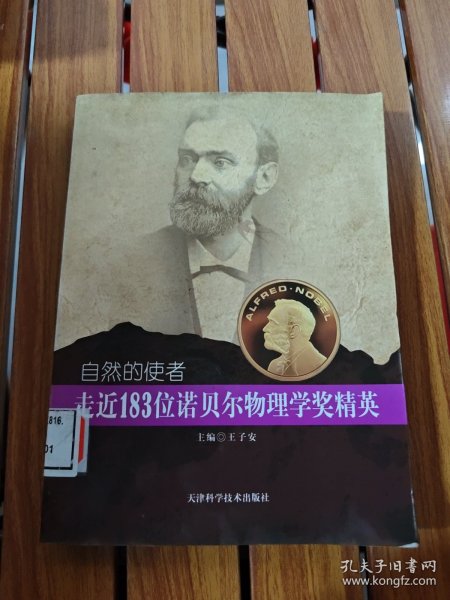 ALFRED·NOBEL
自然的使者
走近183位诺贝尔物理学奖精英
816.
01
主编◎王子安
天津科学技术出版社
孔夫子旧书网
www.kongfz.com